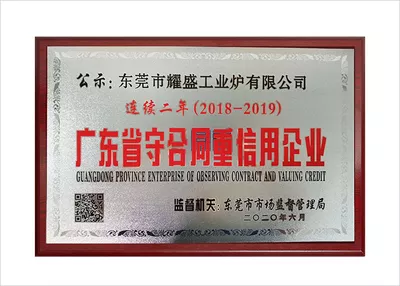 公示：东莞市耀盛工业炉有限公司
连续二年(2018-2019)
广东省守合同重信用企业
GUANGDONG PROVINCE ENTERPRISE OF OBSERVING CONTRACT AND VALUING CREDIT
监督机关：东莞市市场监督管理局
二〇二〇年六月